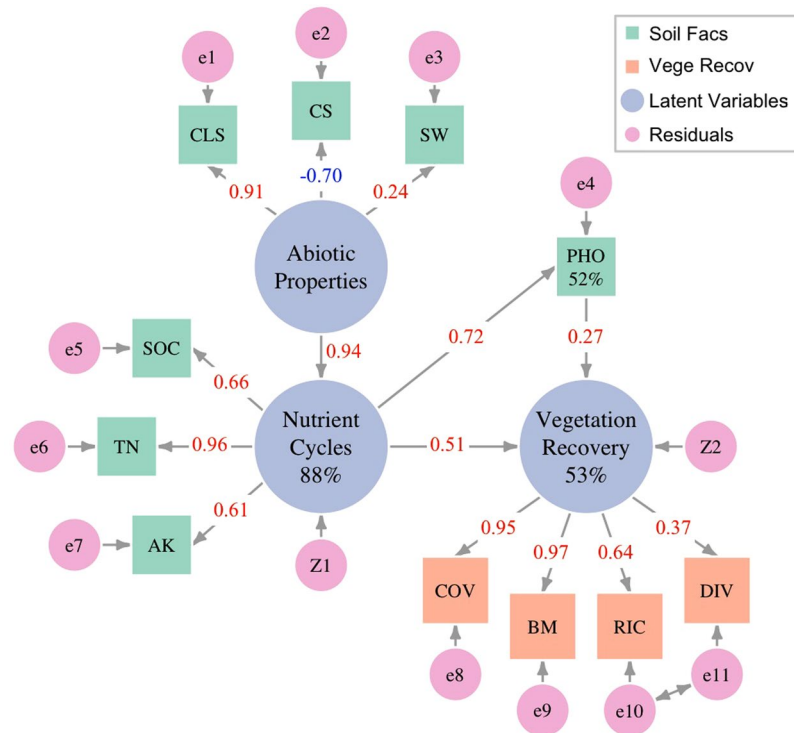 e1
e2
e3
Soil Facs
Vege Recov
Latent Variables
Residuals
CLS
CS
SW
0.91
-0.70
0.24
e4
Abiotic
Properties
PHO
52%
0.94
0.72
0.27
e5
SOC
0.66
e6
TN
0.96
Nutrient
Cycles
88%
0.51
Vegetation
Recovery
53%
Z2
e7
AK
0.61
Z1
0.95
0.97
0.64
0.37
COV
BM
RIC
DIV
e8
e9
e10
e11